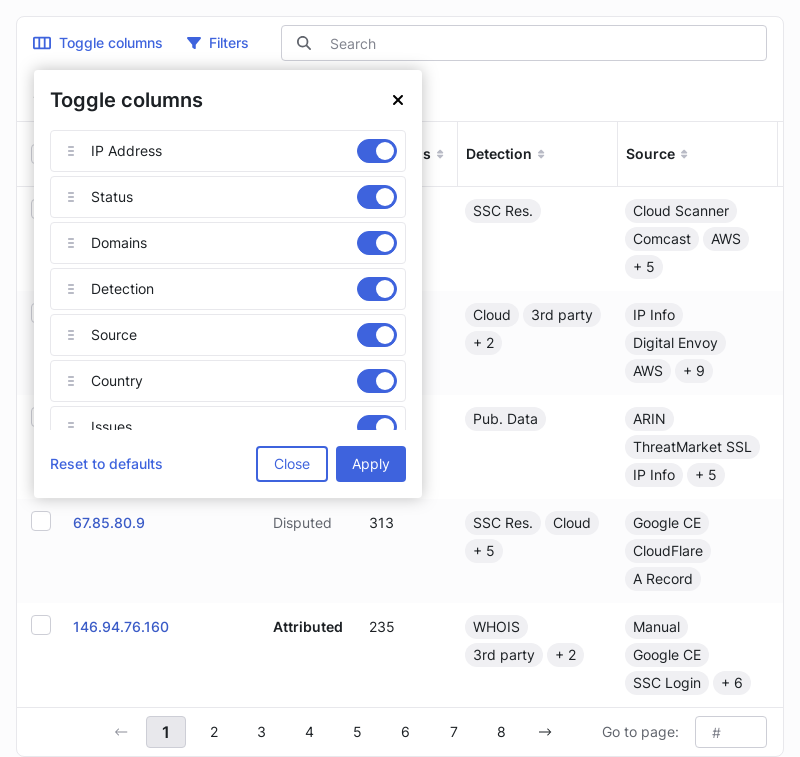 Toggle columns Filters Search
Toggle columns
s Detection Source
IP Address
Status
Domains
Detection
Source
Country
Issues
Reset to defaults Close Apply
SSC Res. Cloud Scanner
Comcast AWS
+ 5
Cloud 3rd party IP Info
+ 2 Digital Envoy
AWS + 9
Pub. Data ARIN
ThreatMarket SSL
IP Info + 5
67.85.80.9 Disputed 313 SSC Res. Cloud Google CE
+ 5 CloudFlare
A Record
146.94.76.160 Attributed 235 WHOIS Manual
3rd party + 2 Google CE
SSC Login + 6
← 1 2 3 4 5 6 7 8 → Go to page: #